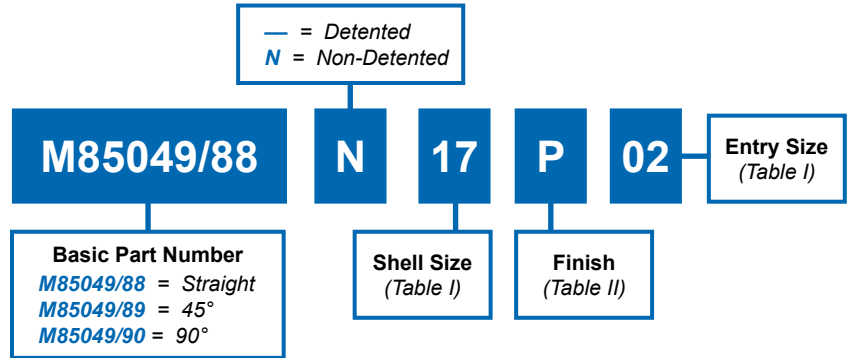 — = Detented
N = Non-Detented
M85049/88 N 17 P 02
Entry Size
(Table I)
Basic Part Number
M85049/88 = Straight
M85049/89 = 45°
M85049/90 = 90°
Shell Size
(Table I)
Finish
(Table II)